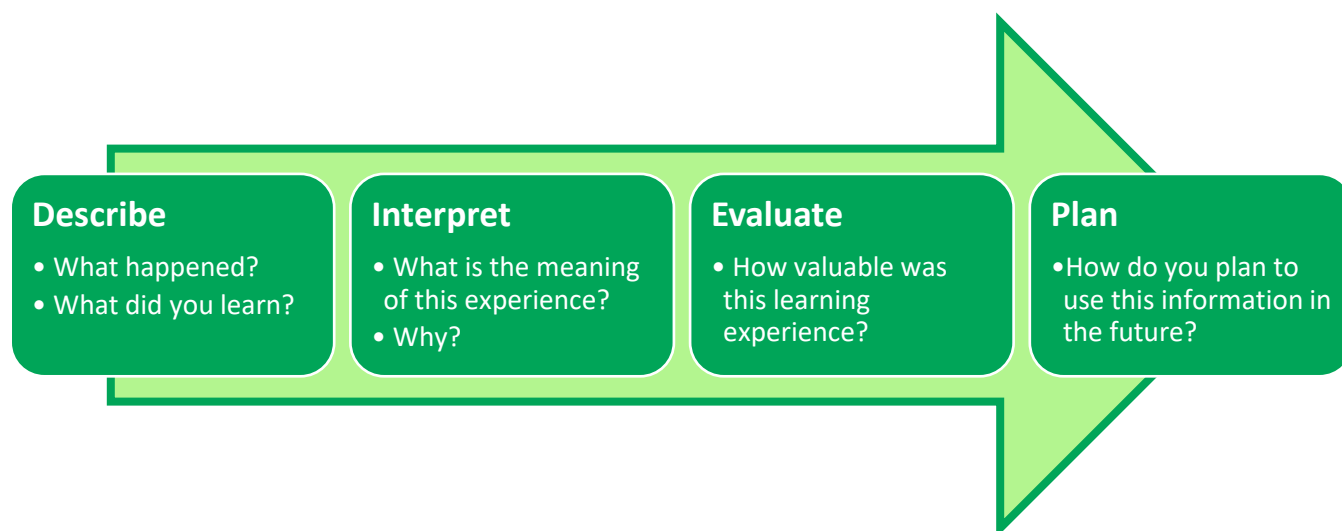 Describe
• What happened?
• What did you learn?
Interpret
• What is the meaning
of this experience?
• Why?
Evaluate
• How valuable was
this learning
experience?
Plan
•How do you plan to
use this information in
the future?